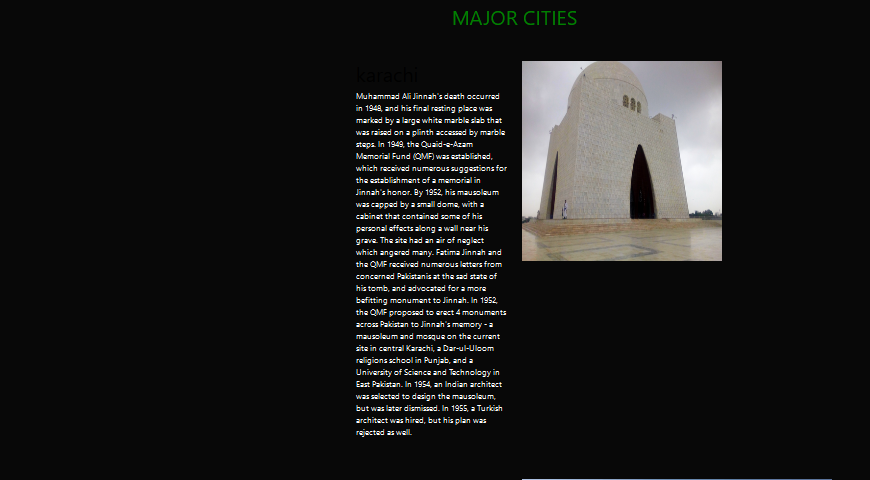 MAJOR CITIES
karachi
Muhammad Ali Jinnah's death occurred
in 1948, and his final resting place was
marked by a large white marble slab that
was raised on a plinth accessed by marble
steps. In 1949, the Quaid-e-Azam
Memorial Fund (QMF) was established,
which received numerous suggestions for
the establishment of a memorial in
Jinnah's honor. By 1952, his mausoleum
was capped by a small dome, with a
cabinet that contained some of his
personal effects along a wall near his
grave. The site had an air of neglect
which angered many. Fatima Jinnah and
the QMF received numerous letters from
concerned Pakistanis at the sad state of
his tomb, and advocated for a more
befitting monument to Jinnah. In 1952,
the QMF proposed to erect 4 monuments
across Pakistan to Jinnah's memory - a
mausoleum and mosque on the current
site in central Karachi, a Dar-ul-Uloom
religions school in Punjab, and a
University of Science and Technology in
East Pakistan. In 1954, an Indian architect
was selected to design the mausoleum,
but was later dismissed. In 1955, a Turkish
architect was hired, but his plan was
rejected as well.